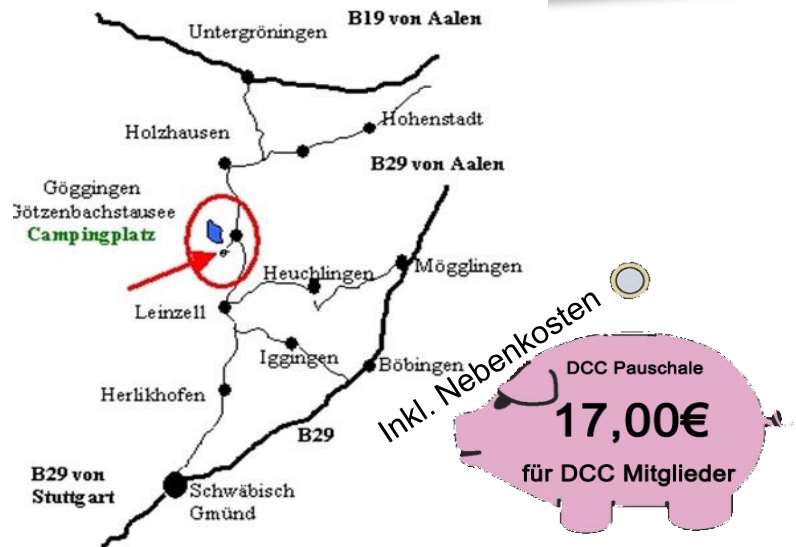 B19 von Aalen
Untergröningen
Hohenstadt
Holzhausen
B29 von Aalen
Göggingen
Götzenbachstausee
Campingplatz
Heuchlingen
Mögglingen
Leinzell
Iggingen
Böbingen
Herlikhofen
B29
B29 von
Stuttgart
Schwäbisch
Gmünd
Inkl. Nebenkosten
DCC Pauschale
17,00€
für DCC Mitglieder